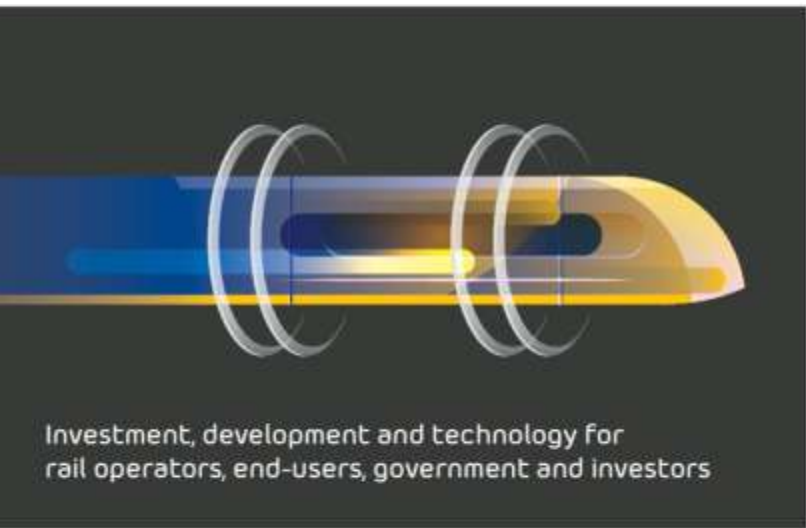 Investment, development and technology for
rail operators, end-users, government and investors